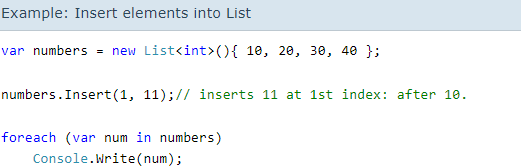 Example: Insert elements into List
var numbers = new List<int>(){ 10, 20, 30, 40 };
numbers.Insert(1, 11);// inserts 11 at 1st index: after 10.
foreach (var num in numbers)
    Console.Write(num);